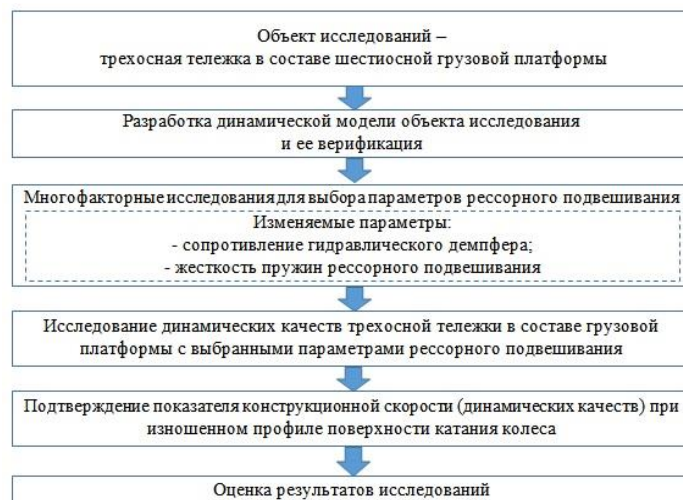 Объект исследований –
трехосная тележка в составе шестиосной грузовой платформы
Разработка динамической модели объекта исследования
и ее верификация
Многофакторные исследования для выбора параметров рессорного подвешивания
Изменяемые параметры:
- сопротивление гидравлического демпфера;
- жесткость пружин рессорного подвешивания
Исследование динамических качеств трехосной тележки в составе грузовой
платформы с выбранными параметрами рессорного подвешивания
Подтверждение показателя конструкционной скорости (динамических качеств) при
изношенном профиле поверхности катания колеса
Оценка результатов исследований